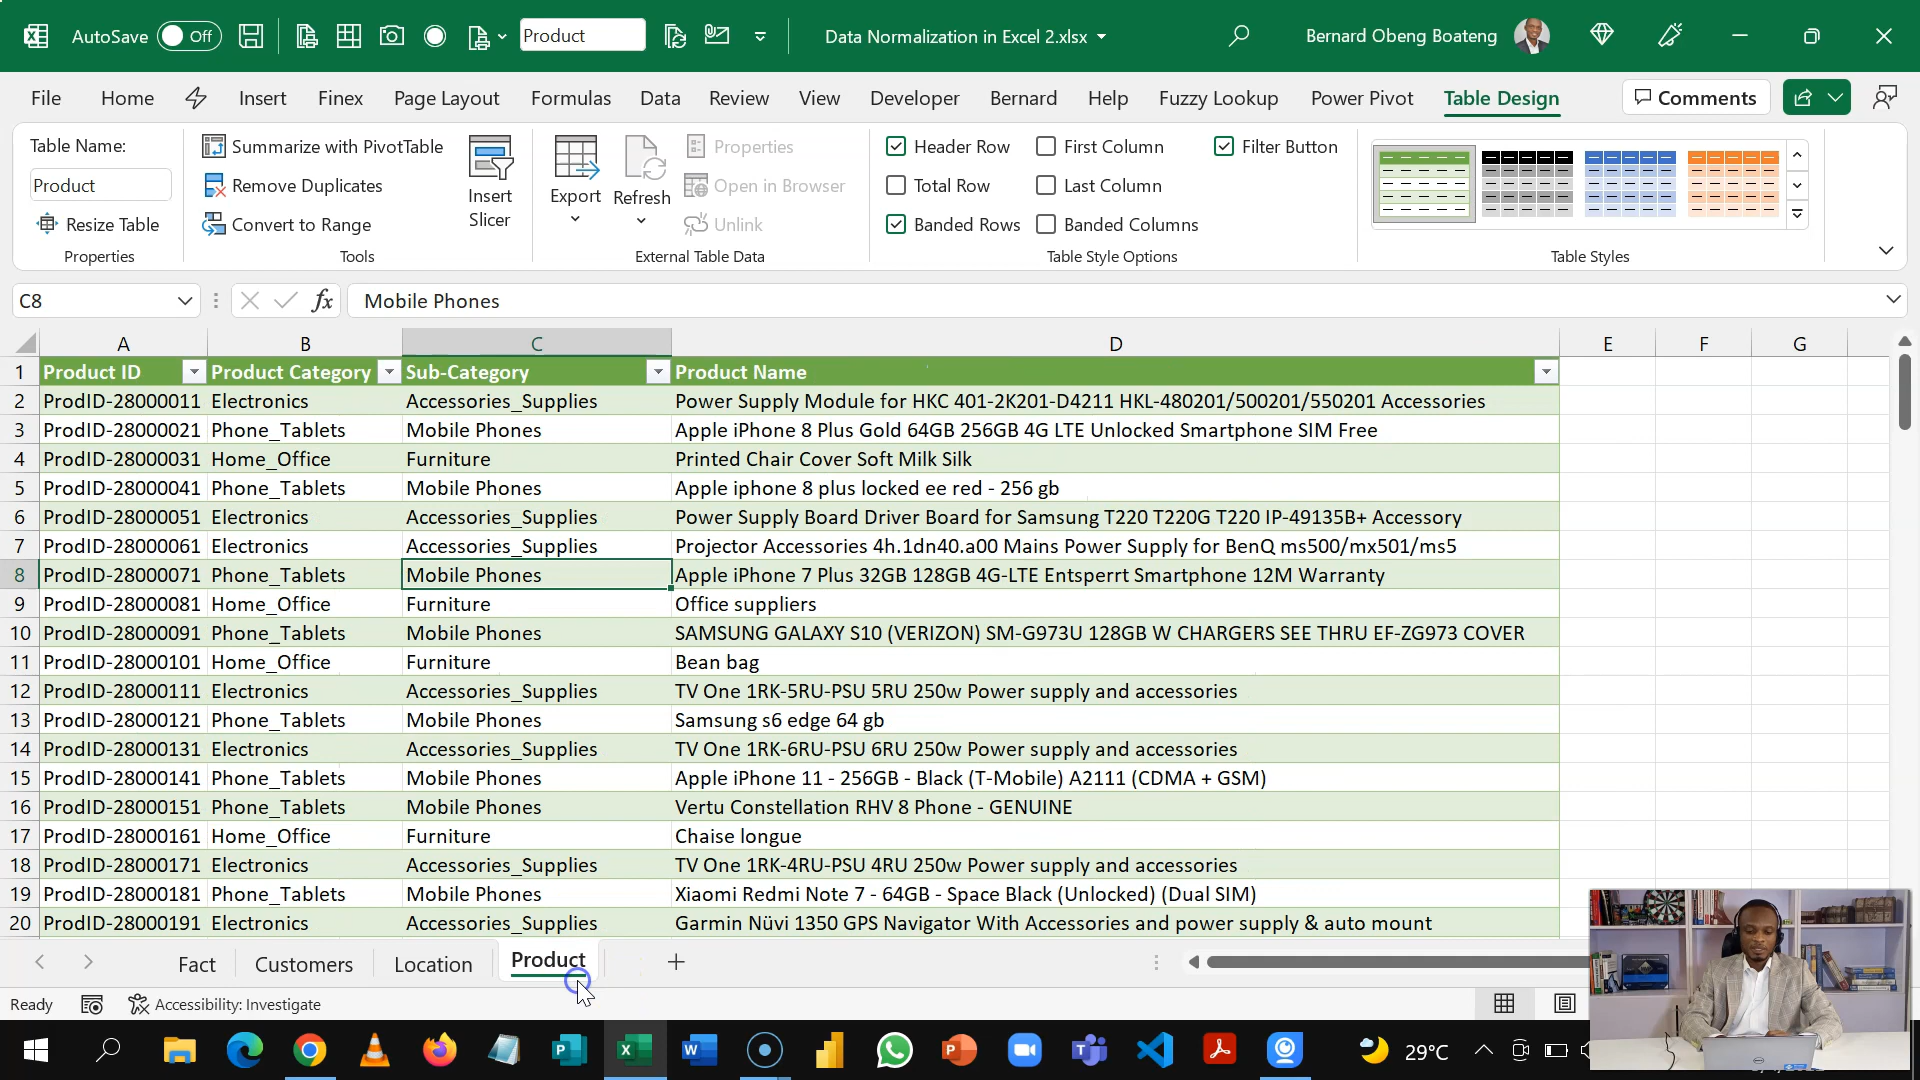 AutoSave Off Product Data Normalization in Excel 2.xlsx Bernard Obeng Boateng
File Home Insert Finex Page Layout Formulas Data Review View Developer Bernard Help Fuzzy Lookup Power Pivot Table Design Comments
Table Name:
Product
Resize Table
Properties
Summarize with PivotTable
Remove Duplicates
Convert to Range
Tools
Insert
Slicer
Export
Refresh
Properties
Open in Browser
Unlink
External Table Data
Header Row First Column Filter Button
Total Row Last Column
Banded Rows Banded Columns
Table Style Options
Table Styles
C8 fx Mobile Phones
A B C D E F G
1 Product ID Product Category Sub-Category Product Name
2 ProdID-28000011 Electronics Accessories_Supplies Power Supply Module for HKC 401-2K201-D4211 HKL-480201/500201/550201 Accessories
3 ProdID-28000021 Phone_Tablets Mobile Phones Apple iPhone 8 Plus Gold 64GB 256GB 4G LTE Unlocked Smartphone SIM Free
4 ProdID-28000031 Home_Office Furniture Printed Chair Cover Soft Milk Silk
5 ProdID-28000041 Phone_Tablets Mobile Phones Apple iphone 8 plus locked ee red - 256 gb
6 ProdID-28000051 Electronics Accessories_Supplies Power Supply Board Driver Board for Samsung T220 T220G T220 IP-49135B+ Accessory
7 ProdID-28000061 Electronics Accessories_Supplies Projector Accessories 4h.1dn40.a00 Mains Power Supply for BenQ ms500/mx501/ms5
8 ProdID-28000071 Phone_Tablets Mobile Phones Apple iPhone 7 Plus 32GB 128GB 4G-LTE Entsperrt Smartphone 12M Warranty
9 ProdID-28000081 Home_Office Furniture Office suppliers
10 ProdID-28000091 Phone_Tablets Mobile Phones SAMSUNG GALAXY S10 (VERIZON) SM-G973U 128GB W CHARGERS SEE THRU EF-ZG973 COVER
11 ProdID-28000101 Home_Office Furniture Bean bag
12 ProdID-28000111 Electronics Accessories_Supplies TV One 1RK-5RU-PSU 5RU 250w Power supply and accessories
13 ProdID-28000121 Phone_Tablets Mobile Phones Samsung s6 edge 64 gb
14 ProdID-28000131 Electronics Accessories_Supplies TV One 1RK-6RU-PSU 6RU 250w Power supply and accessories
15 ProdID-28000141 Phone_Tablets Mobile Phones Apple iPhone 11 - 256GB - Black (T-Mobile) A2111 (CDMA + GSM)
16 ProdID-28000151 Phone_Tablets Mobile Phones Vertu Constellation RHV 8 Phone - GENUINE
17 ProdID-28000161 Home_Office Furniture Chaise longue
18 ProdID-28000171 Electronics Accessories_Supplies TV One 1RK-4RU-PSU 4RU 250w Power supply and accessories
19 ProdID-28000181 Phone_Tablets Mobile Phones Xiaomi Redmi Note 7 - 64GB - Space Black (Unlocked) (Dual SIM)
20 ProdID-28000191 Electronics Accessories_Supplies Garmin Nüvi 1350 GPS Navigator With Accessories and power supply & auto mount
Fact Customers Location Product
Ready Accessibility: Investigate
29°C